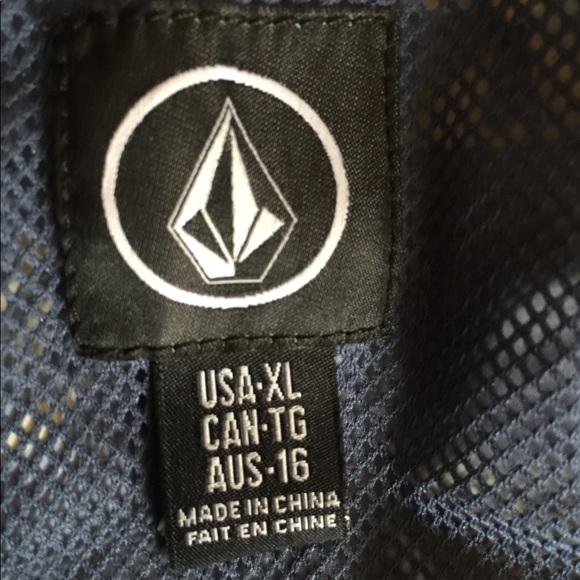 USA-XL
CAN-TG
AUS-16
MADE IN CHINA
FAIT EN CHINE